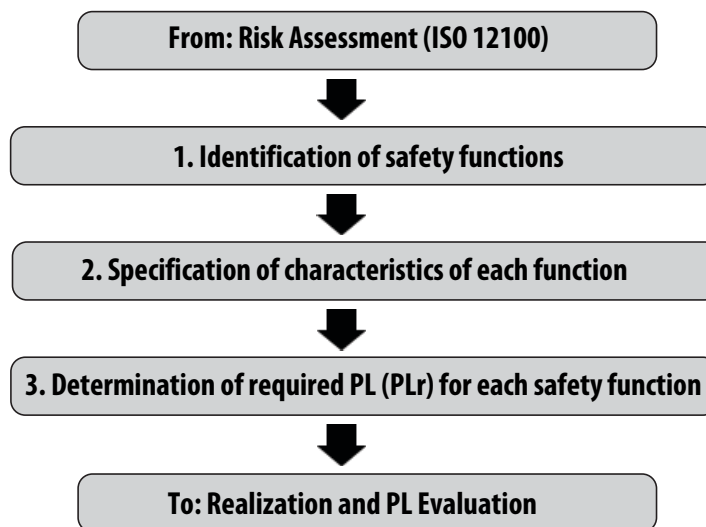 From: Risk Assessment (ISO 12100)
1. Identification of safety functions
2. Specification of characteristics of each function
3. Determination of required PL (PLr) for each safety function
To: Realization and PL Evaluation